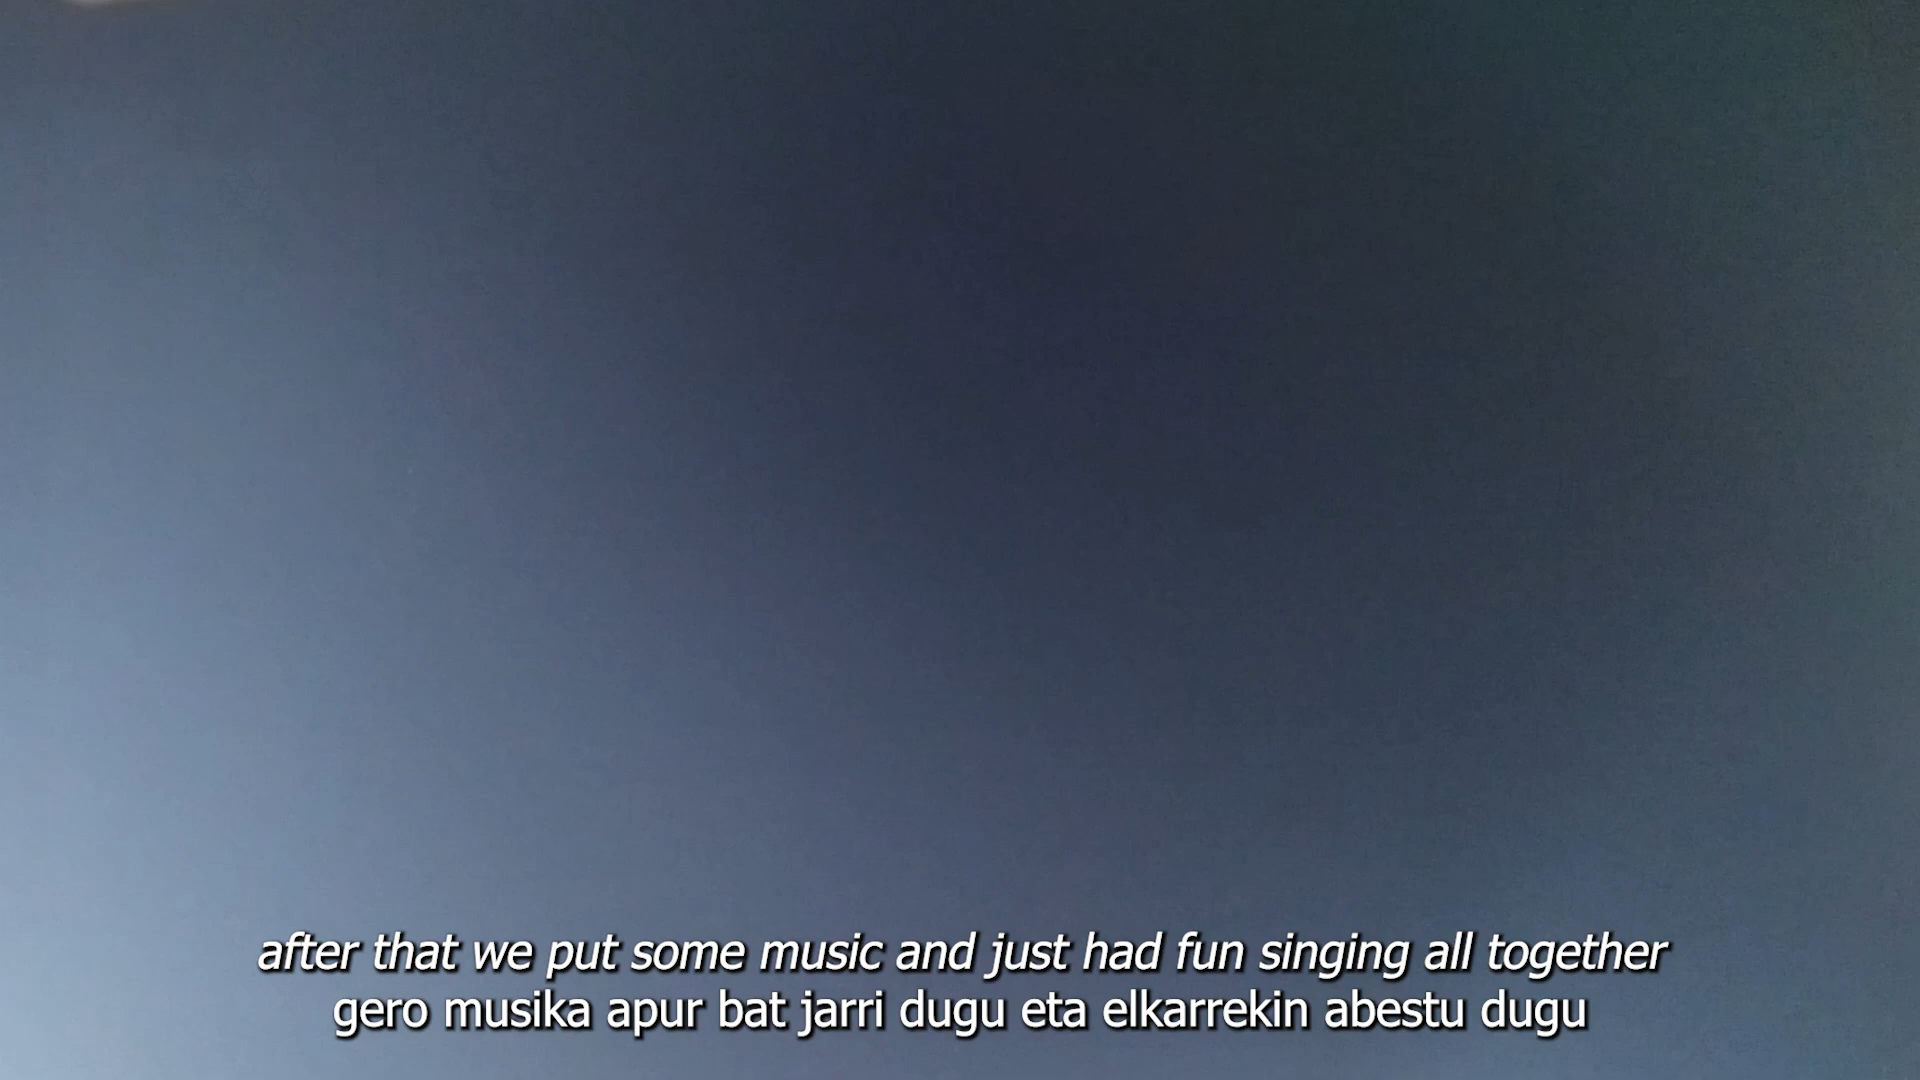 after that we put some music and just had fun singing all together
gero musika apur bat jarri dugu eta elkarrekin abestu dugu